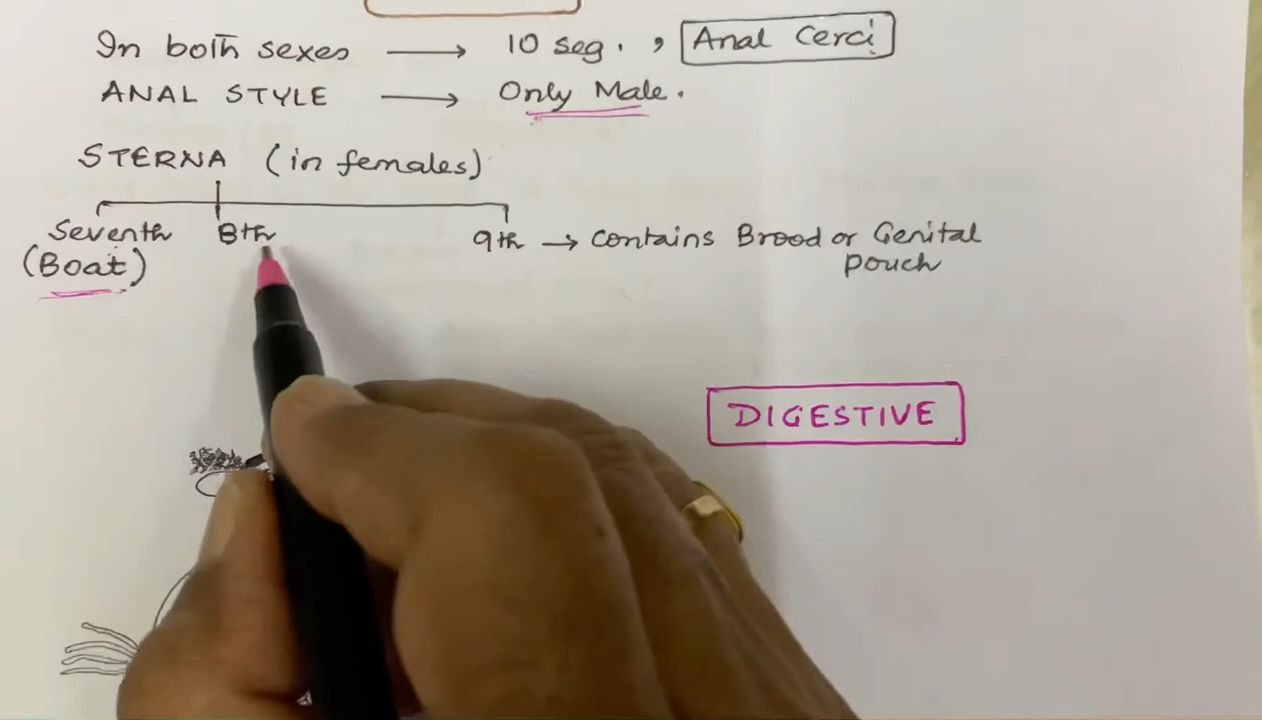 In both sexes → 10 seg. , Anal Cerci
ANAL STYLE → Only Male.
STERNA (in females)
Seventh 8th 9th → contains Brood or Genital
(Boat) pouch
DIGESTIVE